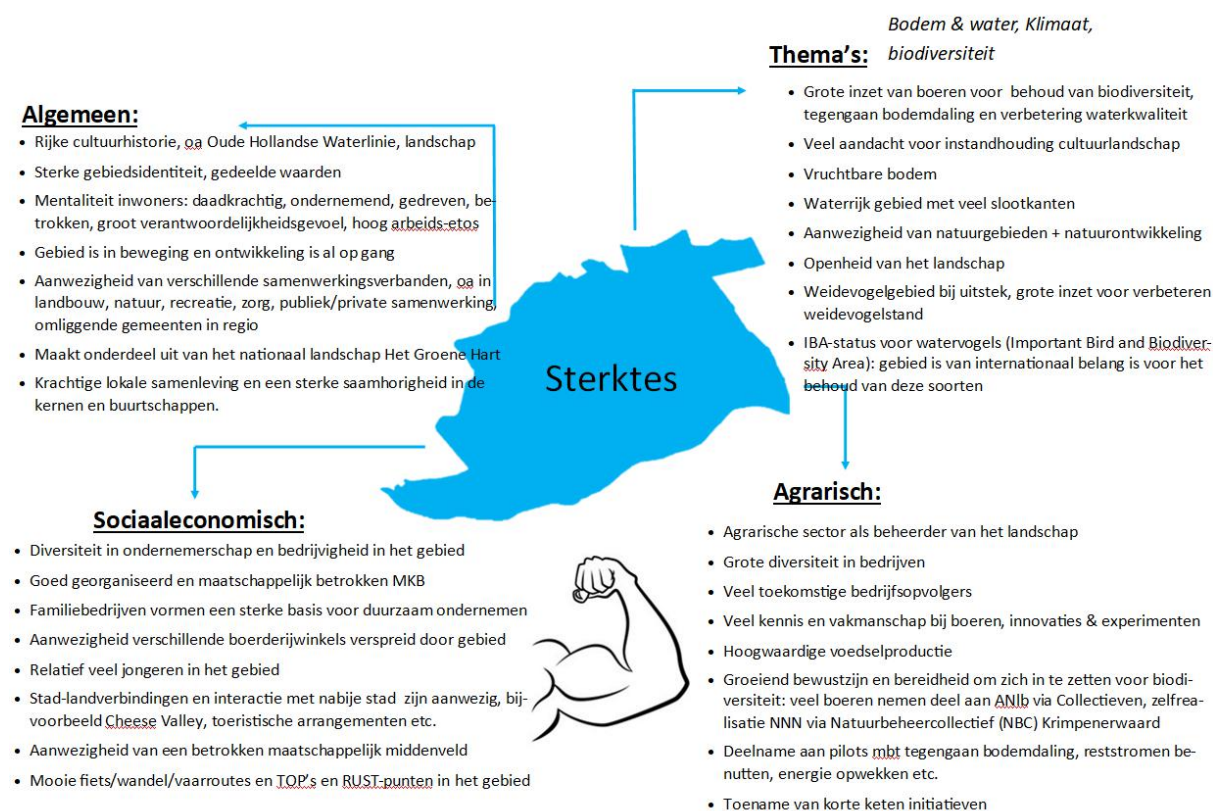 Algemeen:
• Rijke cultuurhistorie, oa Oude Hollandse Waterlinie, landschap
• Sterke gebiedsidentiteit, gedeelde waarden
• Mentaliteit inwoners: daadkrachtig, ondernemend, gedreven, be-
trokken, groot verantwoordelijkheidsgevoel, hoog arbeids-etos
• Gebied is in beweging en ontwikkeling is al op gang
• Aanwezigheid van verschillende samenwerkingsverbanden, oa in
landbouw, natuur, recreatie, zorg, publiek/private samenwerking,
omliggende gemeenten in regio
• Maakt onderdeel uit van het nationaal landschap Het Groene Hart
• Krachtige lokale samenleving en een sterke saamhorigheid in de
kernen en buurtschappen.
Thema's:
Bodem & water, Klimaat,
biodiversiteit
• Grote inzet van boeren voor behoud van biodiversiteit,
tegengaan bodemdaling en verbetering waterkwaliteit
• Veel aandacht voor instandhouding cultuurlandschap
• Vruchtbare bodem
• Waterrijk gebied met veel slootkanten
• Aanwezigheid van natuurgebieden + natuurontwikkeling
• Openheid van het landschap
• Weidevogelgebied bij uitstek, grote inzet voor verbeteren
weidevogelstand
• IBA-status voor watervogels (Important Bird and Biodiver-
sity Area): gebied is van internationaal belang is voor het
behoud van deze soorten
Sterktes
Sociaaleconomisch:
• Diversiteit in ondernemerschap en bedrijvigheid in het gebied
• Goed georganiseerd en maatschappelijk betrokken MKB
• Familiebedrijven vormen een sterke basis voor duurzaam ondernemen
• Aanwezigheid verschillende boerderijwinkels verspreid door gebied
• Relatief veel jongeren in het gebied
• Stad-landverbindingen en interactie met nabije stad zijn aanwezig, bij-
voorbeeld Cheese Valley, toeristische arrangementen etc.
• Aanwezigheid van een betrokken maatschappelijk middenveld
• Mooie fiets/wandel/vaarroutes en TOP's en RUST-punten in het gebied
Agrarisch:
• Agrarische sector als beheerder van het landschap
• Grote diversiteit in bedrijven
• Veel toekomstige bedrijfsopvolgers
• Veel kennis en vakmanschap bij boeren, innovaties & experimenten
• Hoogwaardige voedselproductie
• Groeiend bewustzijn en bereidheid om zich in te zetten voor biodi-
versiteit: veel boeren nemen deel aan ANlb via Collectieven, zelfrea-
lisatie NNN via Natuurbeheercollectief (NBC) Krimpenerwaard
• Deelname aan pilots mbt tegengaan bodemdaling, reststromen be-
nutten, energie opwekken etc.
• Toename van korte keten initiatieven